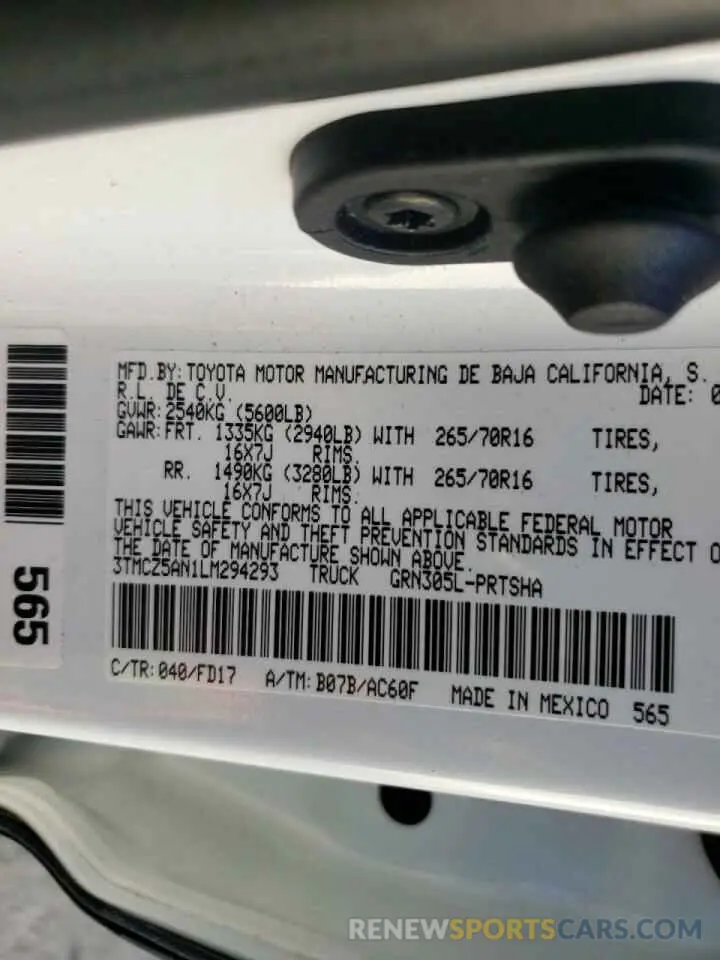 MFD.BY: TOYOTA MOTOR MANUFACTURING DE BAJA CALIFORNIA, S.
R.L. DE C.V. DATE: 0
GVWR: 2540KG (5600LB)
GAWR: FRT. 1335KG (2940LB) WITH 265/70R16 TIRES,
16X7J RIMS.
RR. 1490KG (3280LB) WITH 265/70R16 TIRES,
16X7J RIMS.
THIS VEHICLE CONFORMS TO ALL APPLICABLE FEDERAL MOTOR
VEHICLE SAFETY AND THEFT PREVENTION STANDARDS IN EFFECT O
THE DATE OF MANUFACTURE SHOWN ABOVE.
3TMCZ5AN1LM294293 TRUCK GRN305L-PRTSHA
C/TR: 040/FD17 A/TM: B07B/AC60F MADE IN MEXICO 565
565
RENEWSPORTSCARS.COM